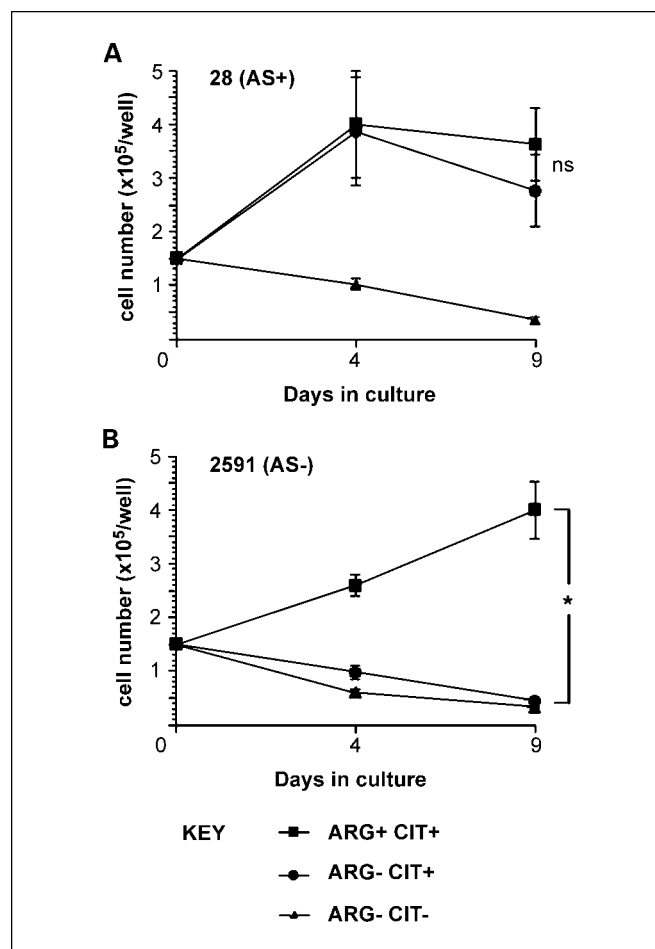 A
28 (AS+)
cell number (x10⁵/well)
5
4
3
2
1
ns
0
4
9
Days in culture
B
2591 (AS-)
cell number (x10⁵/well)
5
4
3
2
1
*
0
4
9
Days in culture
KEY
ARG+ CIT+
ARG- CIT+
ARG- CIT-